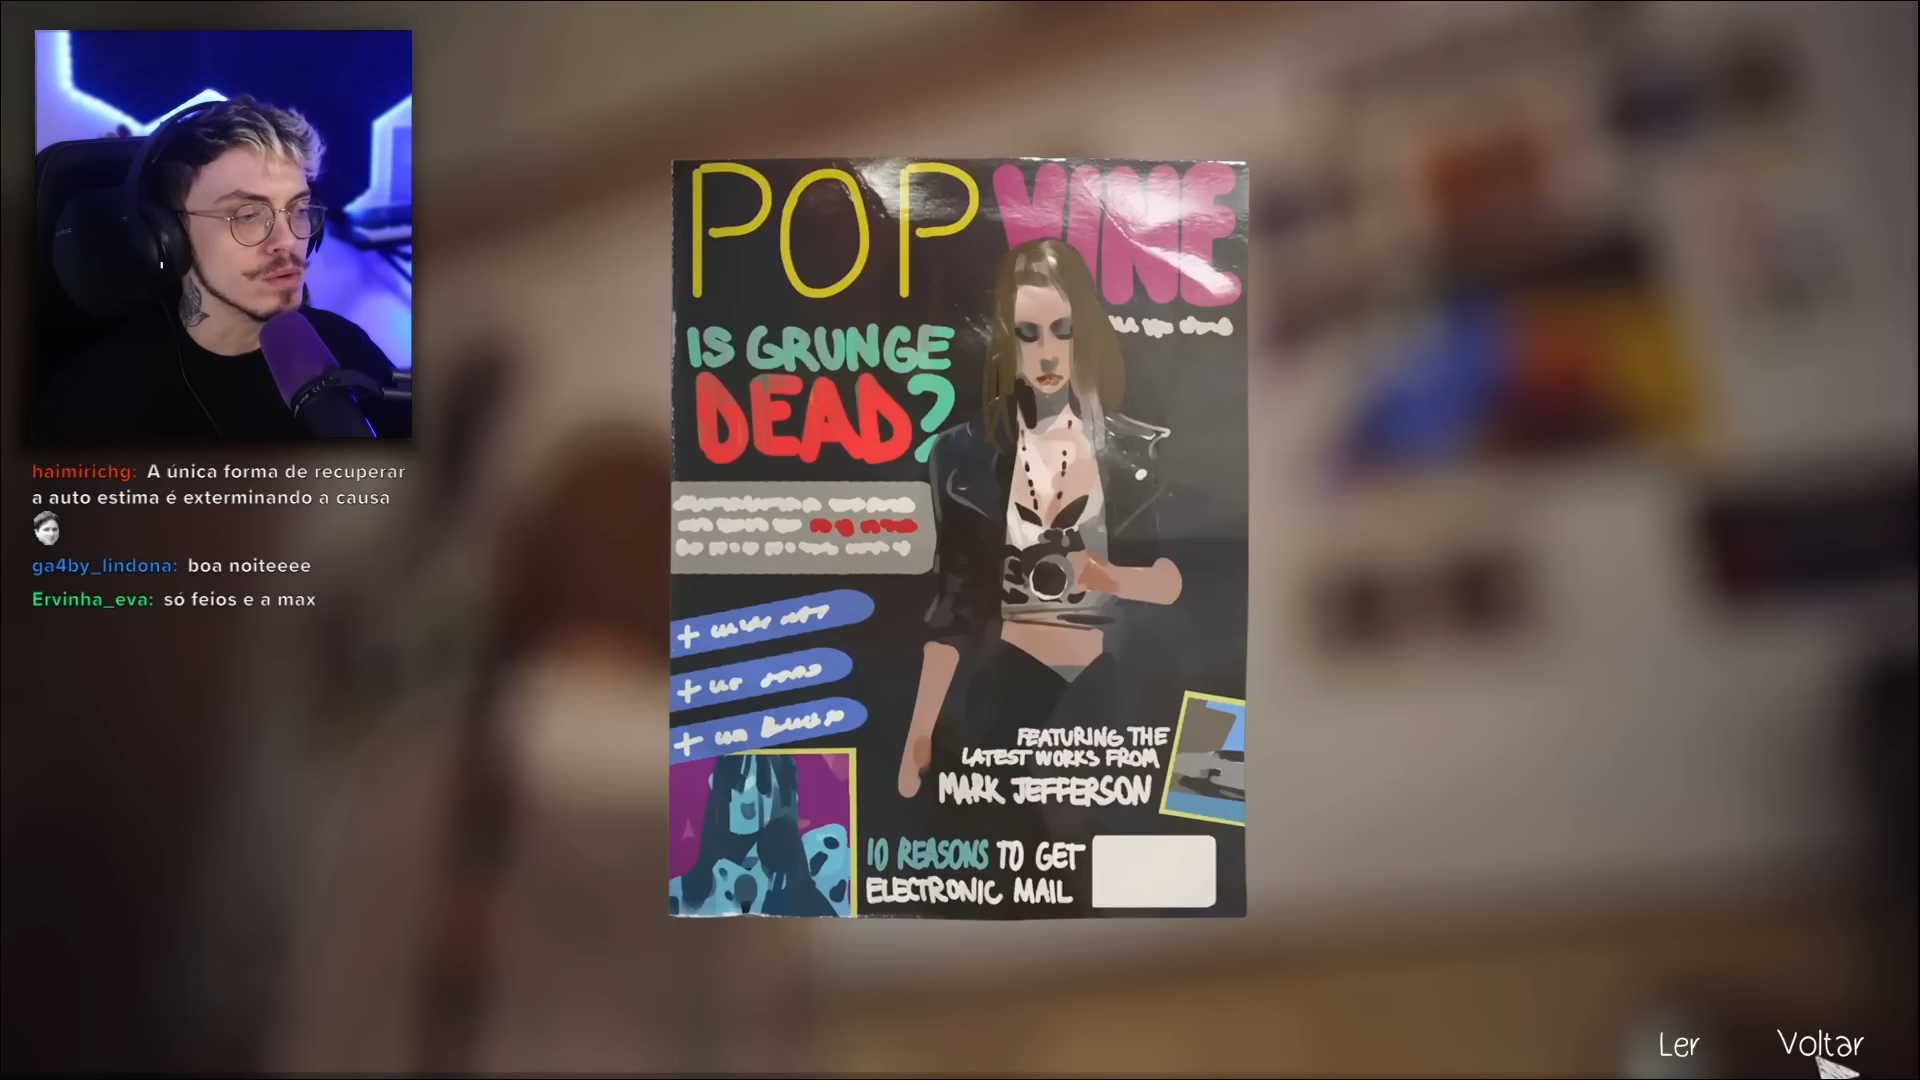 haimirichg: A única forma de recuperar
a auto estima é exterminando a causa
ga4by_lindona: boa noiteeee
Ervinha_eva: só feios e a max
POP VINE
IS GRUNGE
DEAD?
FEATURING THE
LATEST WORKS FROM
MARK JEFFERSON
10 REASONS TO GET
ELECTRONIC MAIL
Ler
Voltar